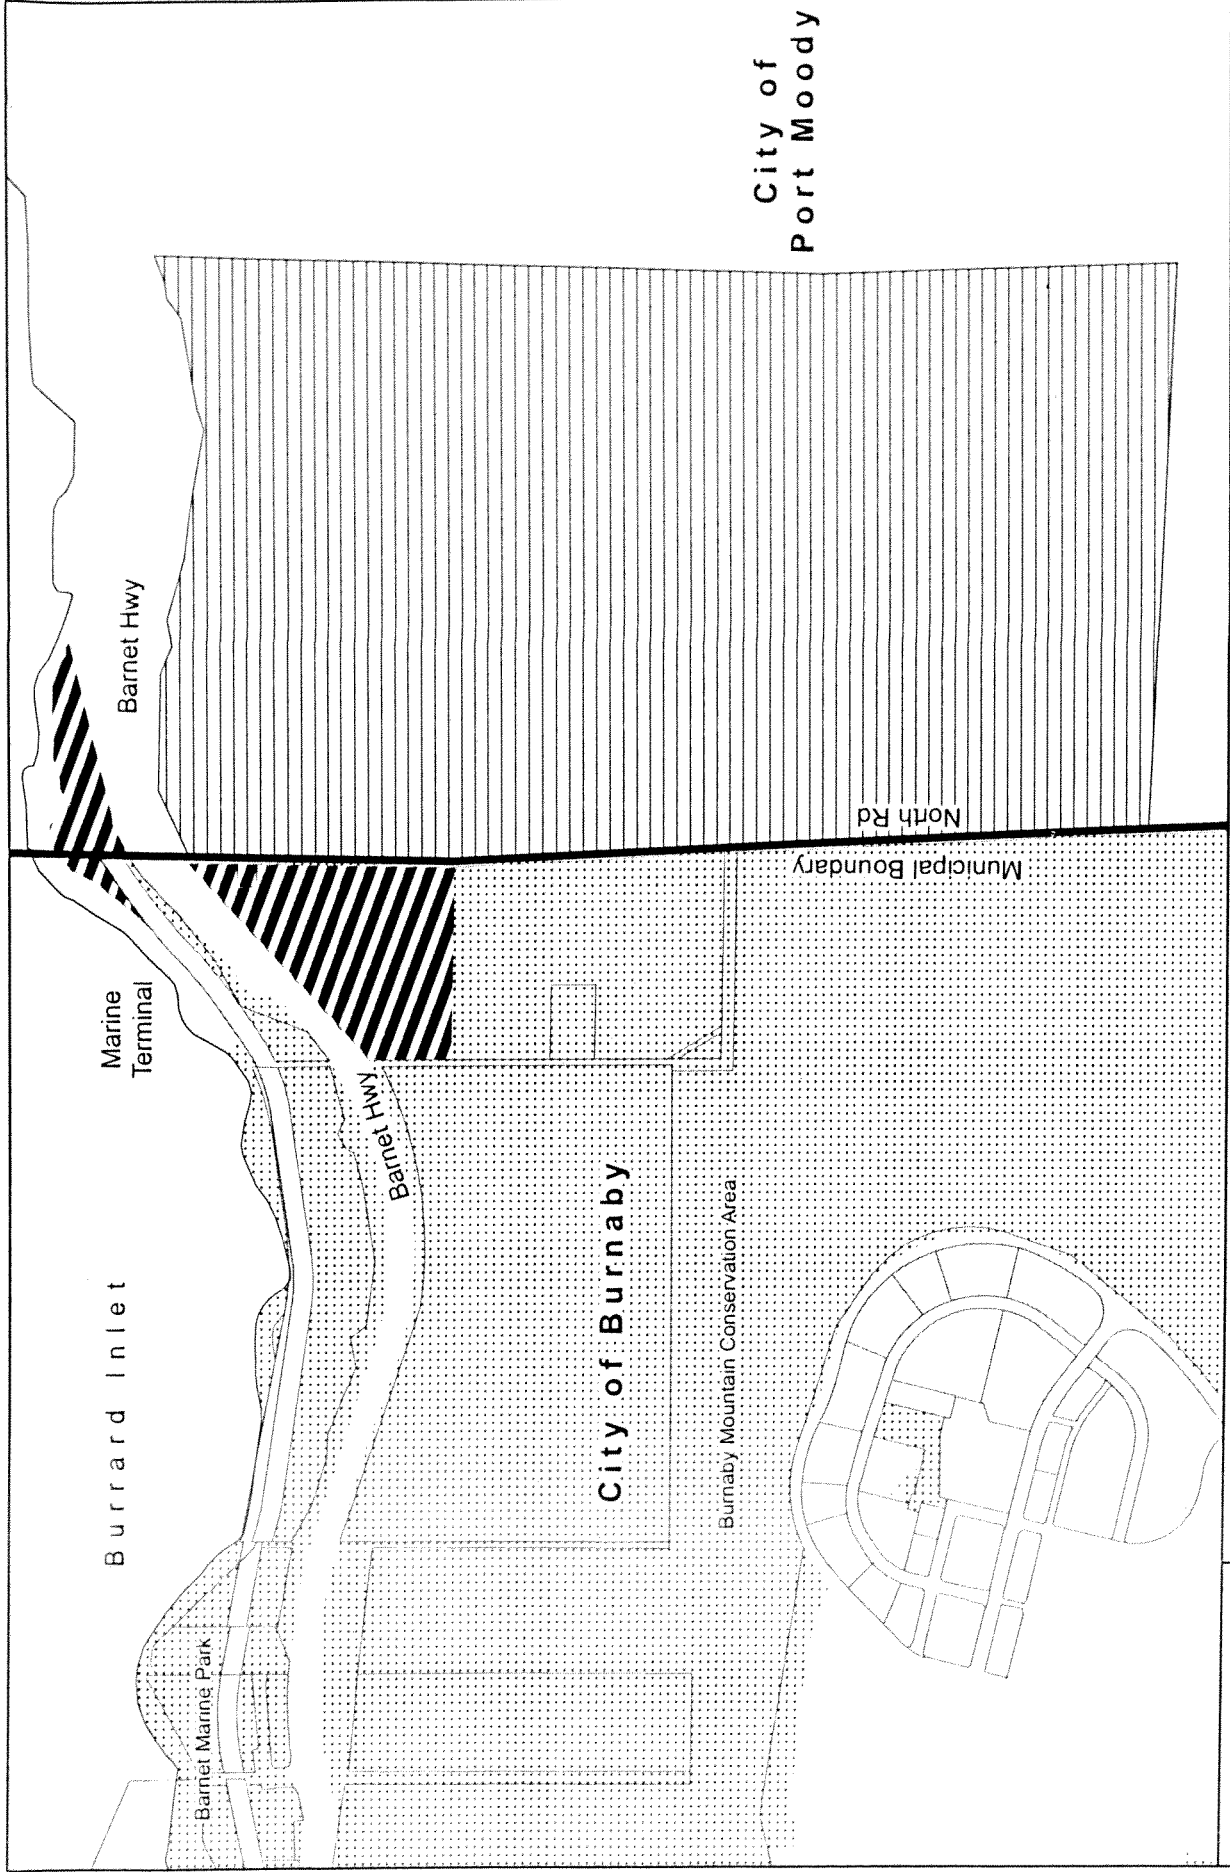 City of
Port Moody
Barnet Hwy
North Rd
Municipal Boundary
Marine
Terminal
Barnet Hwy
Burrard Inlet
City of Burnaby
Burnaby Mountain Conservation Area
Barnet Marine Park